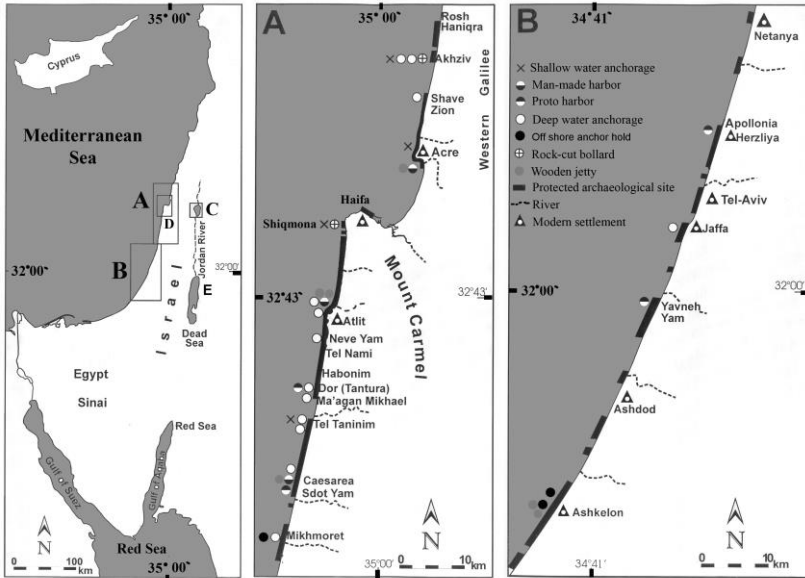 35°00'
Cyprus
Mediterranean
Sea
A
D
C
B
Jordan River
32°00'
32°00'
Israel
E
Dead
Sea
Egypt
Sinai
Red Sea
Gulf of Suez
Gulf of Aqaba
N
0 100
km
Red Sea
35°00'
A
35°00'
Rosh
Haniqra
Akhziv
Western Galilee
Shave
Zion
Acre
Haifa
Shiqmona
Mount Carmel
32°43'
32°43'
Atlit
Neve Yam
Tel Nami
Habonim
Dor (Tantura)
Ma'agan Mikhael
Tel Taninim
Caesarea
Sdot Yam
Mikhmoret
N
0 10
km
35°00'
B
34°41'
Netanya
Shallow water anchorage
Man-made harbor
Proto harbor
Deep water anchorage
Off shore anchor hold
Rock-cut bollard
Wooden jetty
Protected archaeological site
River
Modern settlement
Apollonia
Herzliya
Tel-Aviv
Jaffa
32°00'
32°00'
Yavneh
Yam
Ashdod
Ashkelon
N
0 10
km
34°41'